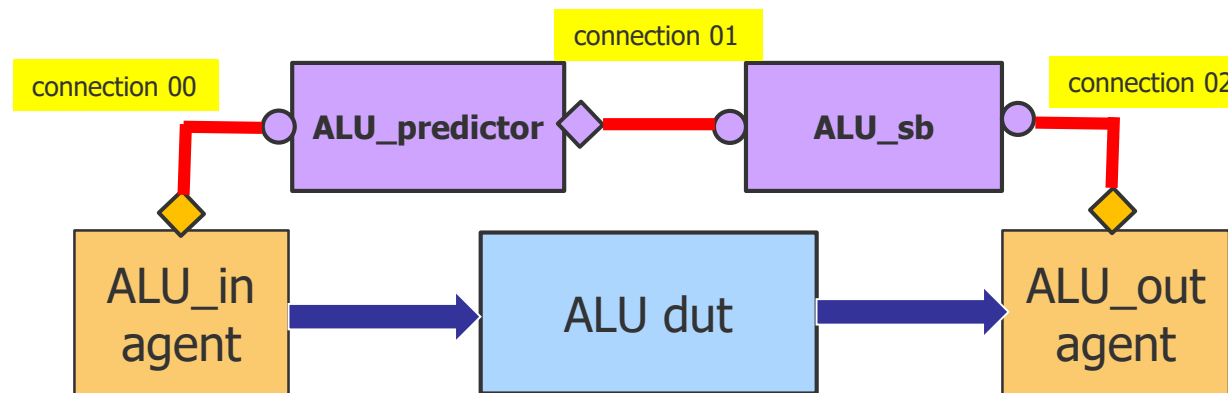 connection 01
connection 00
connection 02
ALU_predictor
ALU_sb
ALU_in
agent
ALU dut
ALU_out
agent